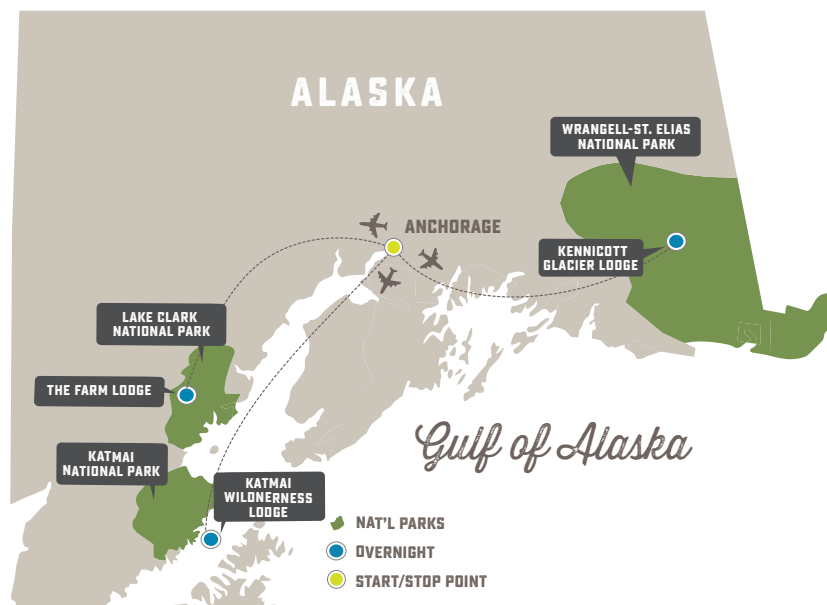 ALASKA
WRANGELL-ST. ELIAS
NATIONAL PARK
ANCHORAGE
KENNICOTT
GLACIER LODGE
LAKE CLARK
NATIONAL PARK
THE FARM LODGE
Gulf of Alaska
KATMAI
NATIONAL PARK
KATMAI
WILDNERNESS
LODGE
NAT'L PARKS
OVERNIGHT
START/STOP POINT